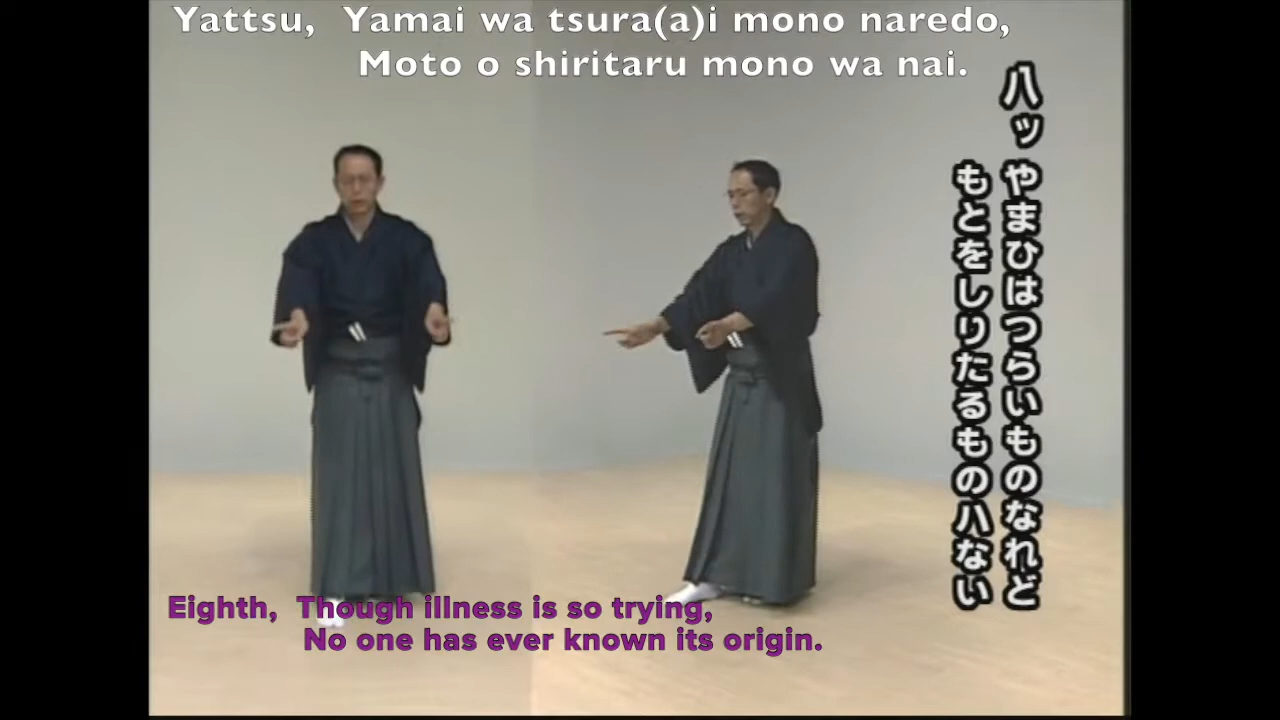 Yattsu, Yamai wa tsura(a)i mono naredo,
Moto o shiritaru mono wa nai.
八ッ やまひはつらいものなれど
もとをしりたるものハない
Eighth, Though illness is so trying,
No one has ever known its origin.